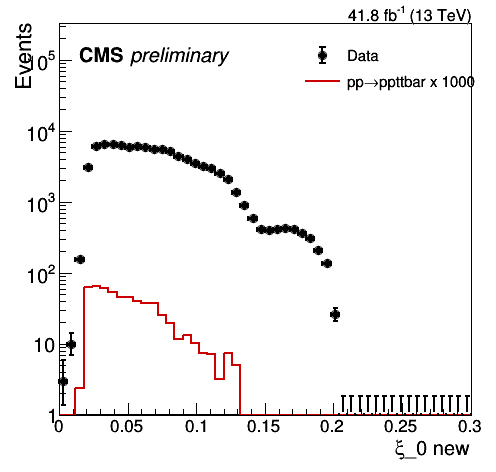 41.8 fb⁻¹ (13 TeV)
Events
CMS preliminary
Data
pp→ppttbar x 1000
10⁵
10⁴
10³
10²
10
1
0 0.05 0.1 0.15 0.2 0.25 0.3
ξ_0 new